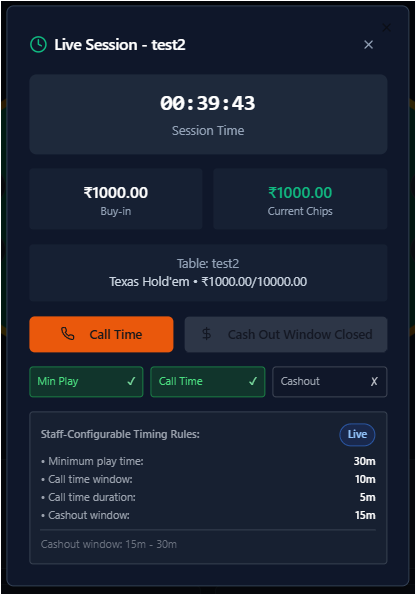 Live Session - test2
00:39:43
Session Time
₹1000.00
Buy-in
₹1000.00
Current Chips
Table: test2
Texas Hold'em • ₹1000.00/10000.00
Call Time
Cash Out Window Closed
Min Play ✓
Call Time ✓
Cashout ✗
Staff-Configurable Timing Rules: Live
• Minimum play time: 30m
• Call time window: 10m
• Call time duration: 5m
• Cashout window: 15m
Cashout window: 15m - 30m